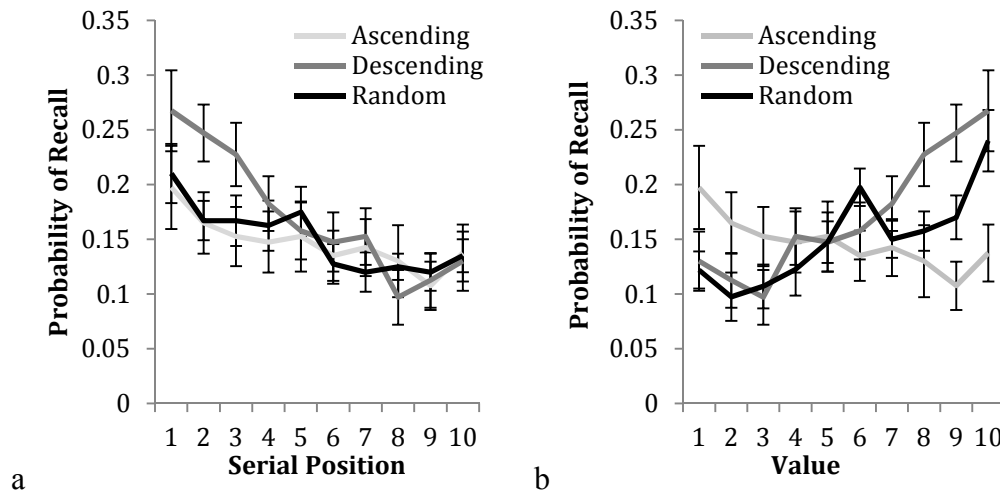 0.35
0.3
0.25
0.2
0.15
0.1
0.05
0
Probability of Recall
Ascending
Descending
Random
1 2 3 4 5 6 7 8 9 10
Serial Position
a
0.35
0.3
0.25
0.2
0.15
0.1
0.05
0
Probability of Recall
Ascending
Descending
Random
1 2 3 4 5 6 7 8 9 10
Value
b